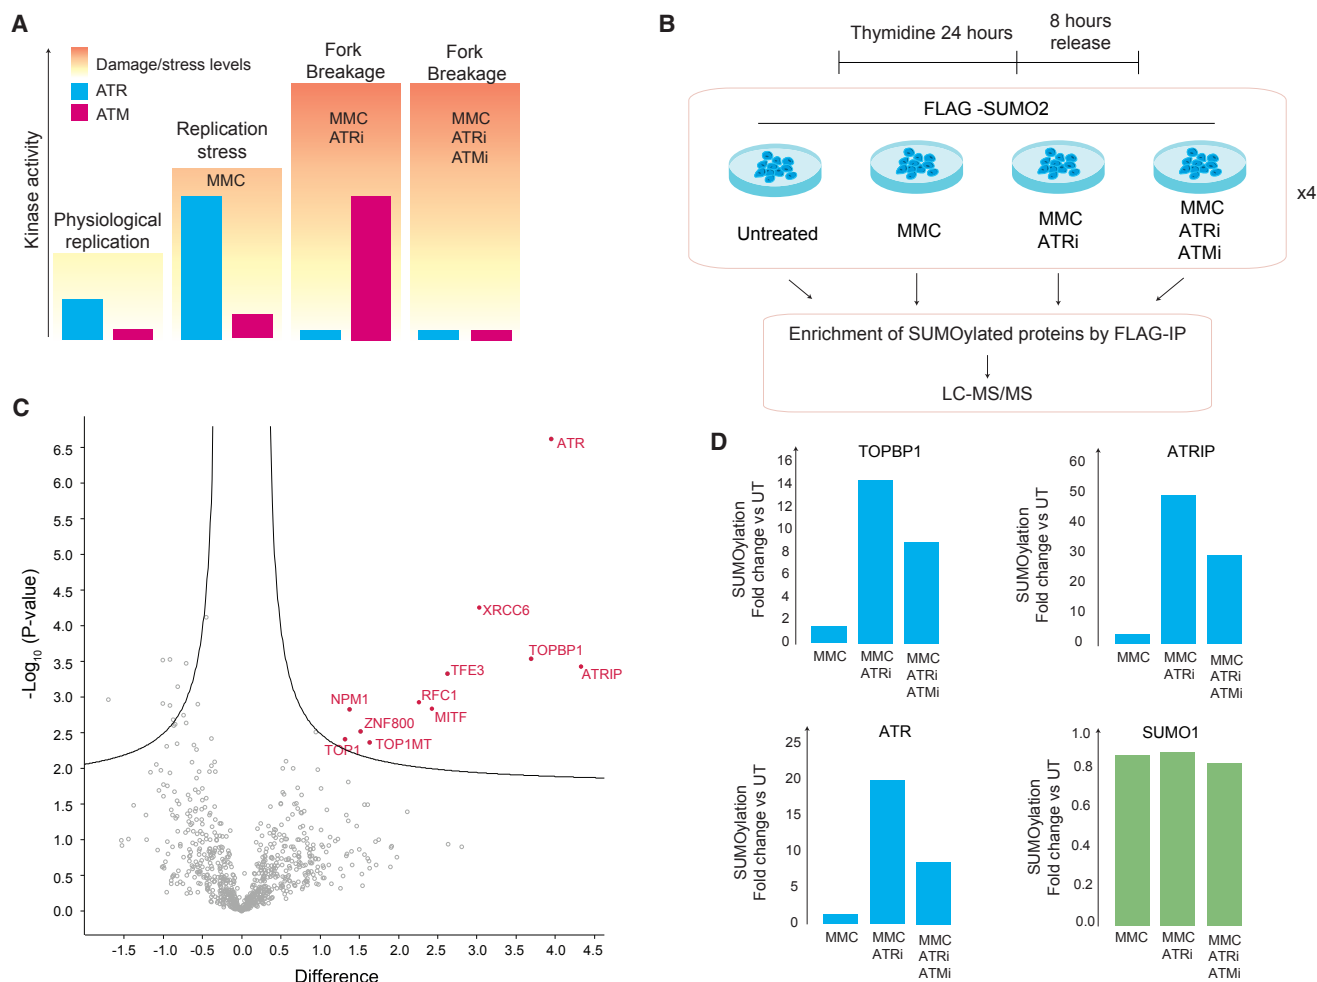 A
Kinase activity
Damage/stress levels
ATR
ATM
Physiological
replication
Replication
stress
MMC
Fork
Breakage
MMC
ATRi
Fork
Breakage
MMC
ATRi
ATMi
B
Thymidine 24 hours
8 hours
release
FLAG -SUMO2
Untreated
MMC
MMC
ATRi
MMC
ATRi
ATMi
x4
Enrichment of SUMOylated proteins by FLAG-IP
LC-MS/MS
C
-Log10 (P-value)
6.5
6.0
5.5
5.0
4.5
4.0
3.5
3.0
2.5
2.0
1.5
1.0
0.5
0.0
ATR
XRCC6
TOPBP1
ATRIP
TFE3
RFC1
MITF
NPM1
ZNF800
TOP1
TOP1MT
-1.5 -1.0 -0.5 0.0 0.5 1.0 1.5 2.0 2.5 3.0 3.5 4.0 4.5
Difference
D
TOPBP1
SUMOylation
Fold change vs UT
16
14
12
10
8
6
4
2
0
MMC
MMC
ATRi
MMC
ATRi
ATMi
ATRIP
SUMOylation
Fold change vs UT
60
50
40
30
20
10
0
MMC
MMC
ATRi
MMC
ATRi
ATMi
ATR
SUMOylation
Fold change vs UT
25
20
15
10
5
0
MMC
MMC
ATRi
MMC
ATRi
ATMi
SUMO1
SUMOylation
Fold change vs UT
1.0
0.8
0.6
0.4
0.2
0.0
MMC
MMC
ATRi
MMC
ATRi
ATMi